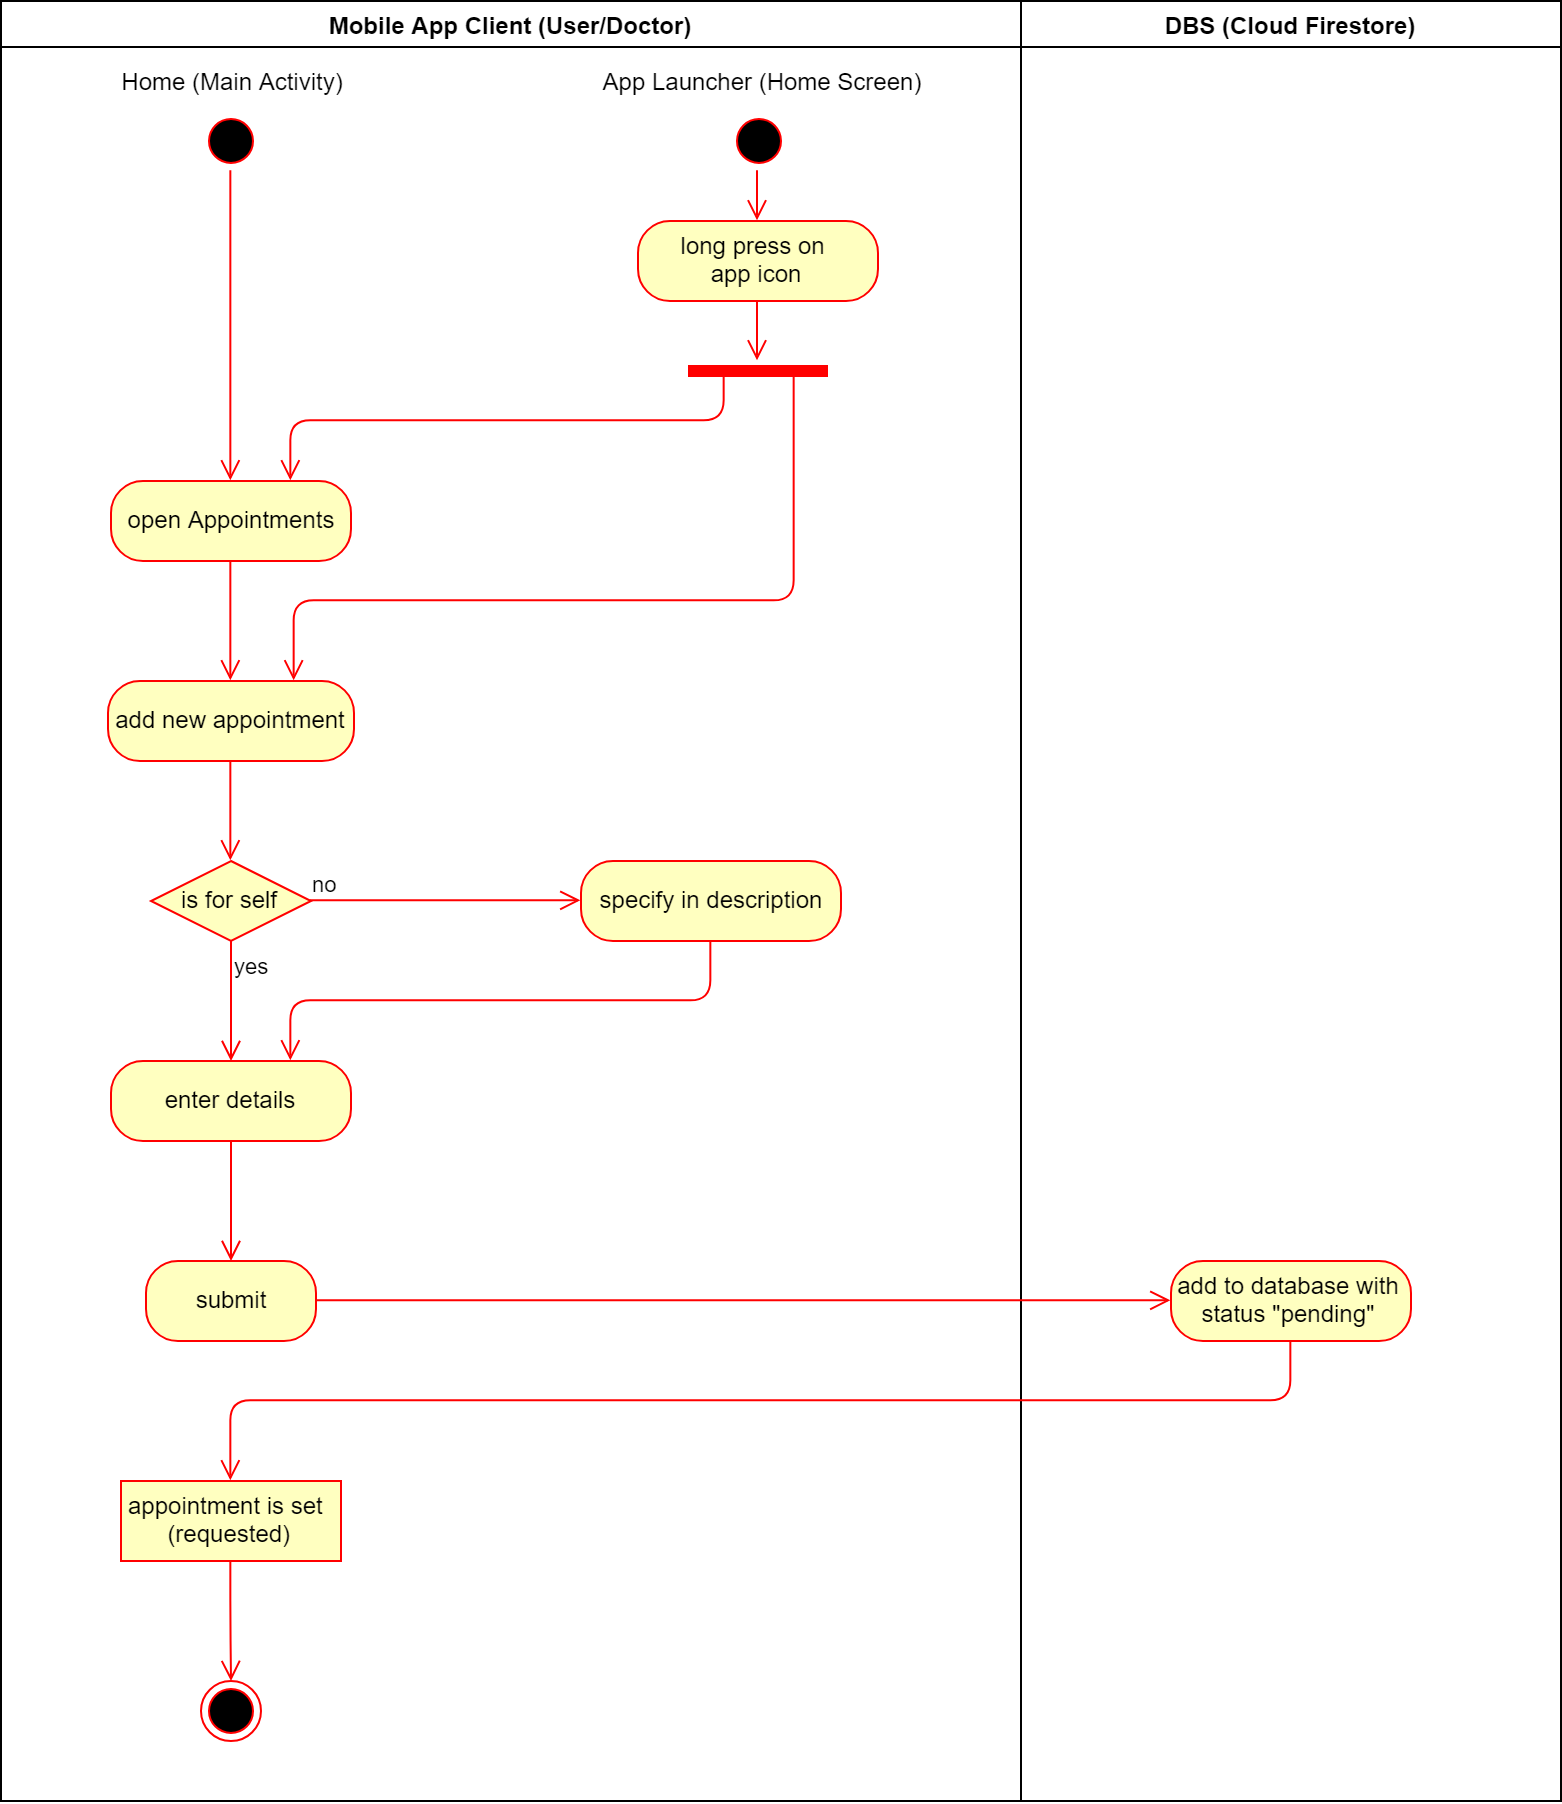 Mobile App Client (User/Doctor)
DBS (Cloud Firestore)
Home (Main Activity)
App Launcher (Home Screen)
long press on
app icon
open Appointments
add new appointment
is for self
no
specify in description
yes
enter details
submit
add to database with
status "pending"
appointment is set
(requested)